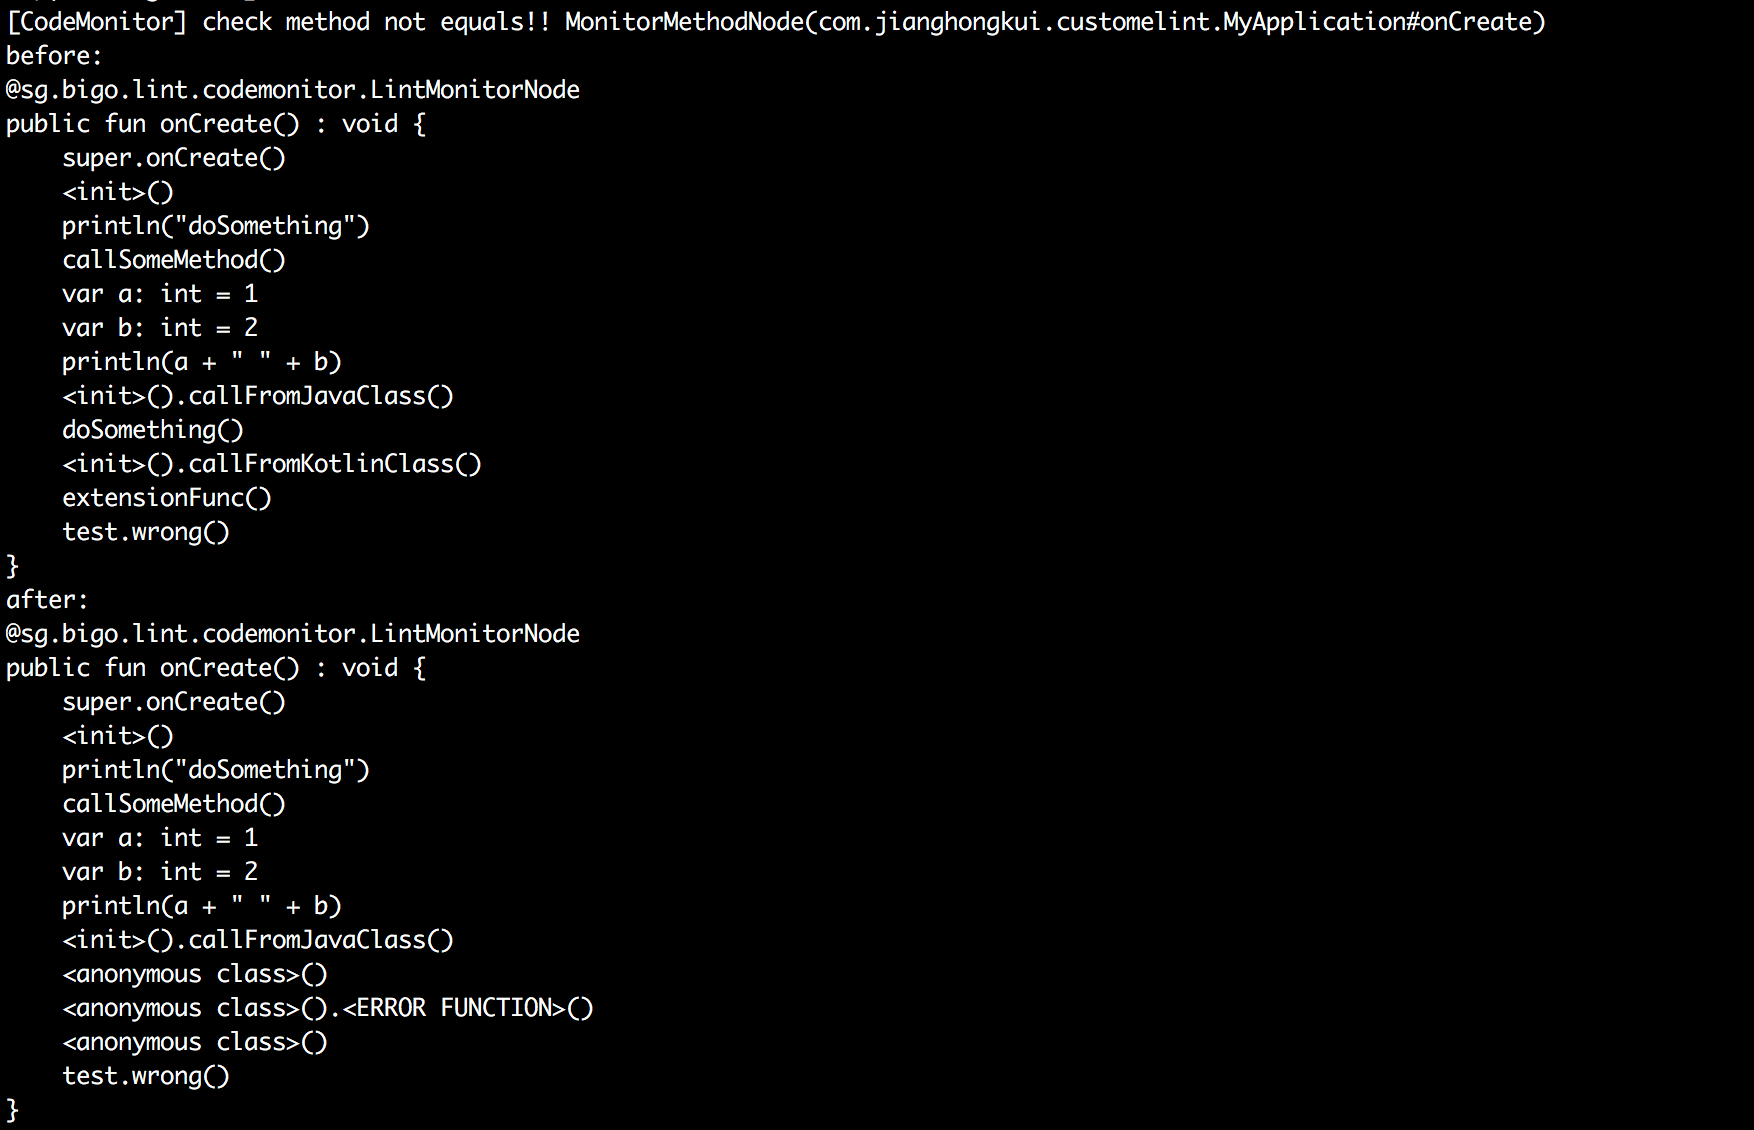 [CodeMonitor] check method not equals!! MonitorMethodNode(com.jianghongkui.customelint.MyApplication#onCreate)
before:
@sg.bigo.lint.codemonitor.LintMonitorNode
public fun onCreate() : void {
    super.onCreate()
    <init>()
    println("doSomething")
    callSomeMethod()
    var a: int = 1
    var b: int = 2
    println(a + " " + b)
    <init>().callFromJavaClass()
    doSomething()
    <init>().callFromKotlinClass()
    extensionFunc()
    test.wrong()
}
after:
@sg.bigo.lint.codemonitor.LintMonitorNode
public fun onCreate() : void {
    super.onCreate()
    <init>()
    println("doSomething")
    callSomeMethod()
    var a: int = 1
    var b: int = 2
    println(a + " " + b)
    <init>().callFromJavaClass()
    <anonymous class>()
    <anonymous class>().<ERROR FUNCTION>()
    <anonymous class>()
    test.wrong()
}